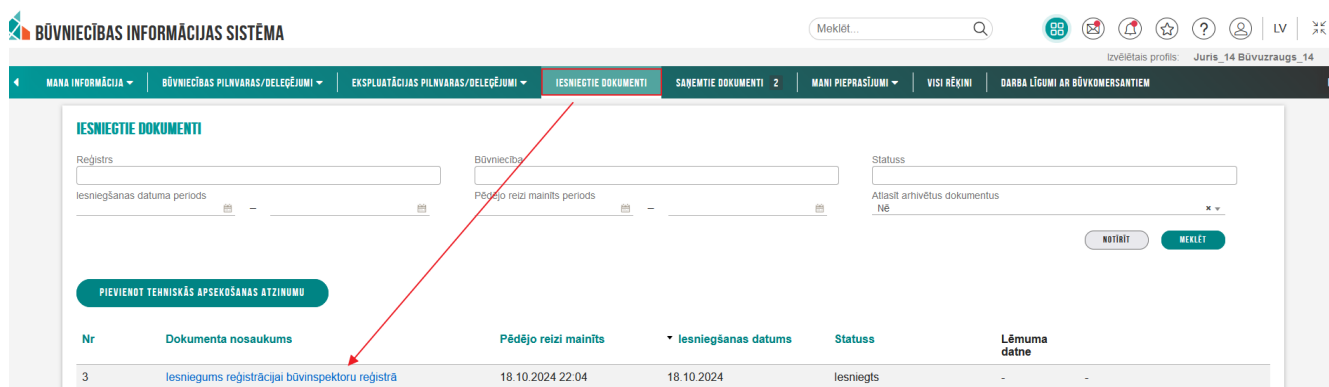 BŪVNIECĪBAS INFORMĀCIJAS SISTĒMA
Meklēt...
LV
Izvēlētais profils: Juris_14 Būvuzraugs_14
MANA INFORMĀCIJA
BŪVNIECĪBAS PILNVARAS/DELEĢĒJUMI
EKSPLUATĀCIJAS PILNVARAS/DELEĢĒJUMI
IESNIEGTIE DOKUMENTI
SAŅEMTIE DOKUMENTI 2
MANI PIEPRASĪJUMI
VISI RĒĶINI
DARBA LĪGUMI AR BŪVKOMERSANTIEM
IESNIEGTIE DOKUMENTI
Reģistrs
Būvniecība
Statuss
Iesniegšanas datuma periods
Pēdējo reizi mainīts periods
Atlasīt arhivētus dokumentus
–
–
Nē
NOTĪRĪT
MEKLĒT
PIEVIENOT TEHNISKĀS APSEKOŠANAS ATZINUMU
Nr
Dokumenta nosaukums
Pēdējo reizi mainīts
Iesniegšanas datums
Statuss
Lēmuma
datne
3
Iesniegums reģistrācijai būvinspektoru reģistrā
18.10.2024 22:04
18.10.2024
Iesniegts
-
-